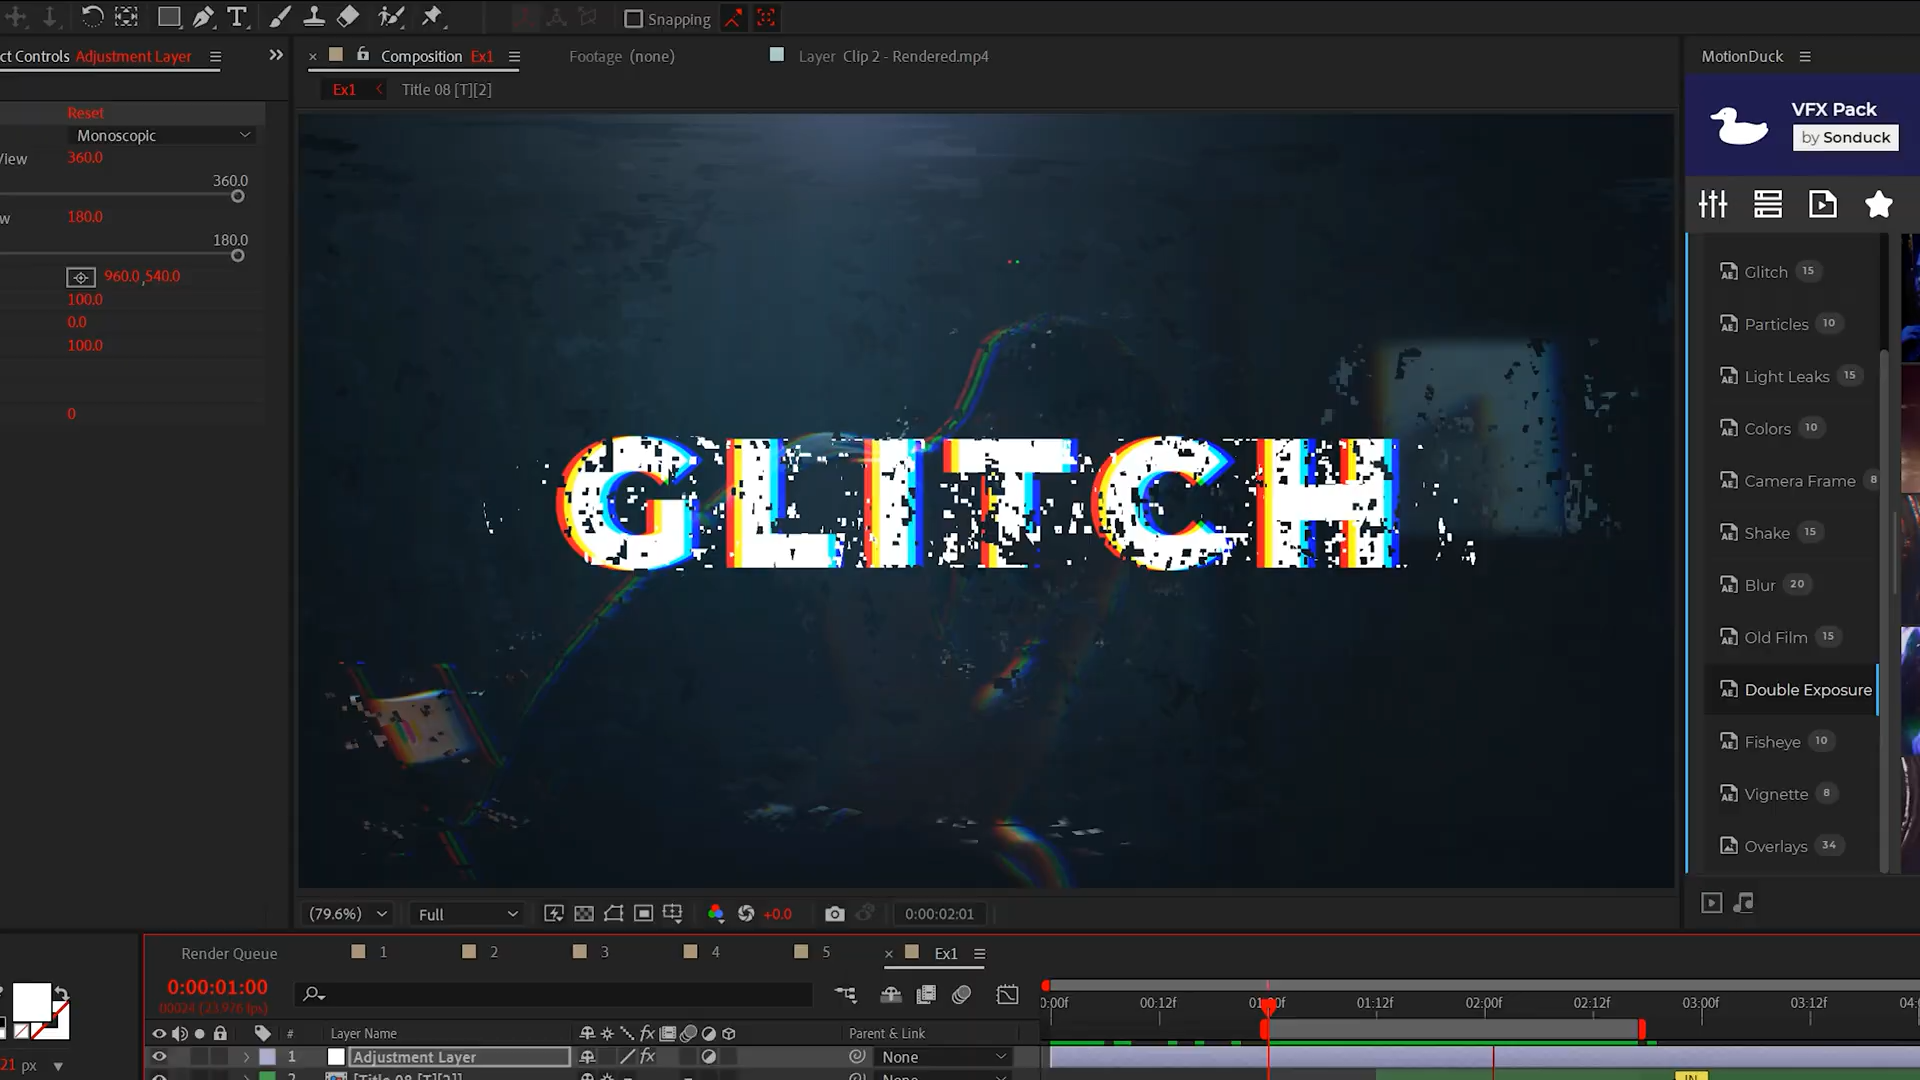 Snapping
ct Controls Adjustment Layer
Composition Ex1
Footage (none)
Layer Clip 2 - Rendered.mp4
MotionDuck
Ex1
Title 08 [T][2]
Reset
Monoscopic
View
360.0
360.0
w
180.0
180.0
960.0,540.0
100.0
0.0
100.0
0
GLITCH
VFX Pack
by Sonduck
Glitch 15
Particles 10
Light Leaks 15
Colors 10
Camera Frame 8
Shake 15
Blur 20
Old Film 15
Double Exposure
Fisheye 10
Vignette 8
Overlays 34
(79.6%)
Full
+0.0
0:00:02:01
Render Queue
1
2
3
4
5
Ex1
0:00:01:00
00024 (23.976 fps)
0:00f
00:12f
01:00f
01:12f
02:00f
02:12f
03:00f
03:12f
04:
# Layer Name
fx
Parent & Link
1 Adjustment Layer
fx
None
2 [Title 08 [T][2]]
None
IN
21 px